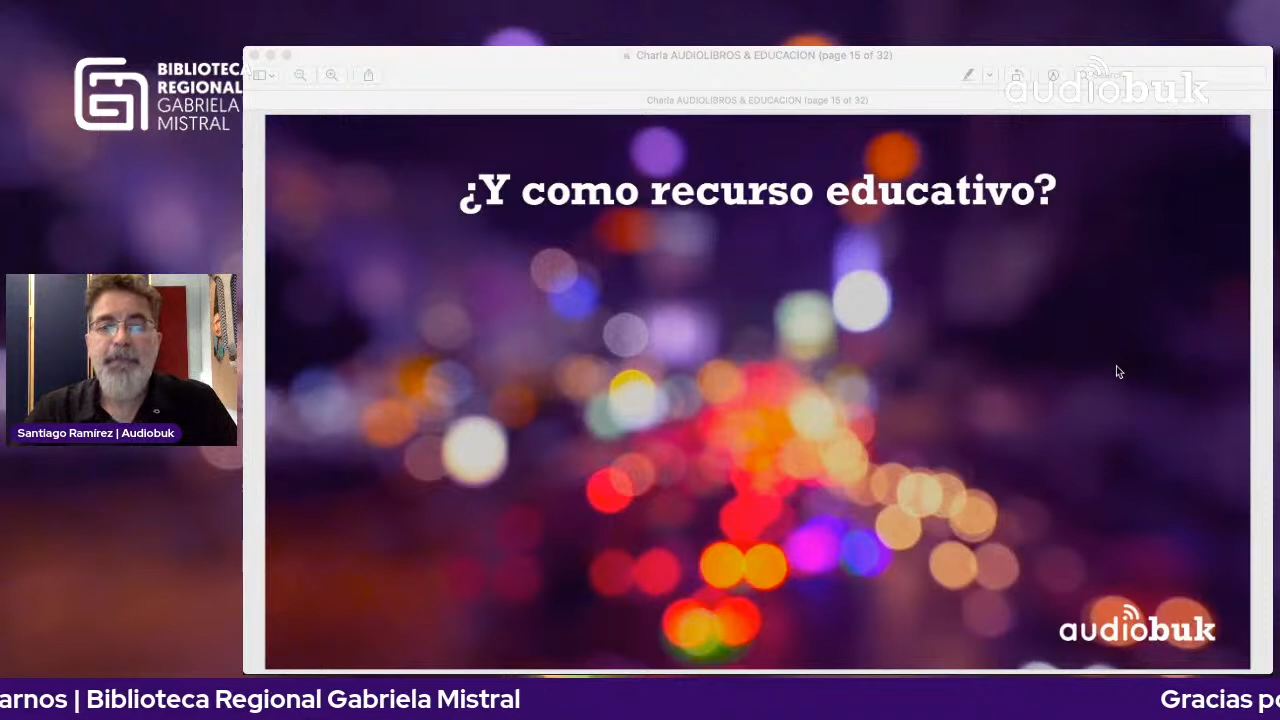 BIBLIOTECA
REGIONAL
GABRIELA
MISTRAL
Charla AUDIOLIBROS & EDUCACION (page 15 of 32)
Charla AUDIOLIBROS & EDUCACION (page 15 of 32)
audiobuk
¿Y como recurso educativo?
Santiago Ramírez | Audiobuk
audiobuk
arnos | Biblioteca Regional Gabriela Mistral
Gracias po